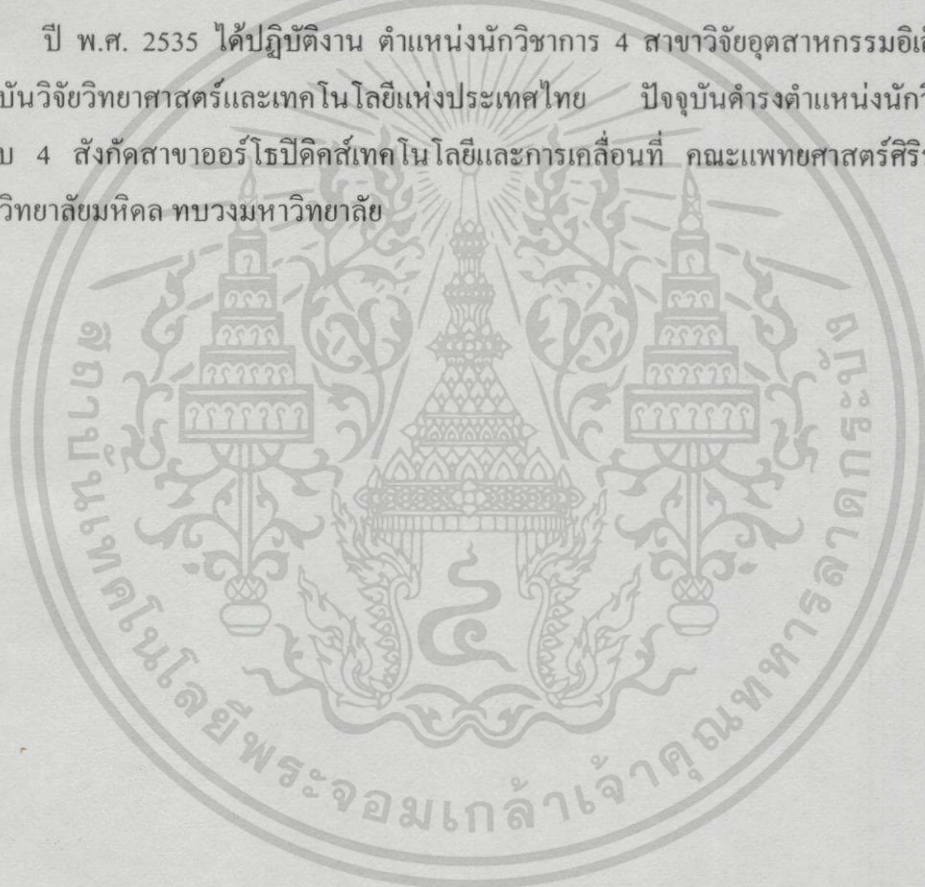 ปี พ.ศ. 2535 ได้ปฏิบัติงาน ตำแหน่งนักวิชาการ 4 สาขาวิจัยอุตสาหกรรม
บันวิจัยวิทยาศาสตร์และเทคโนโลยีแห่งประเทศไทย ปัจจุบันดำรงตำแหน่ง
4 สังกัดสาขาออร์โธปิดิคส์เทคโนโลยีและการเคลื่อนที่ คณะแพทยศาสตร์
วิทยาลัยมหิดล ทบวงมหาวิทยาลัย
สถาบันเทคโนโลยีพระจอมเกล้าเจ้าคุณทหารลาดกระบัง